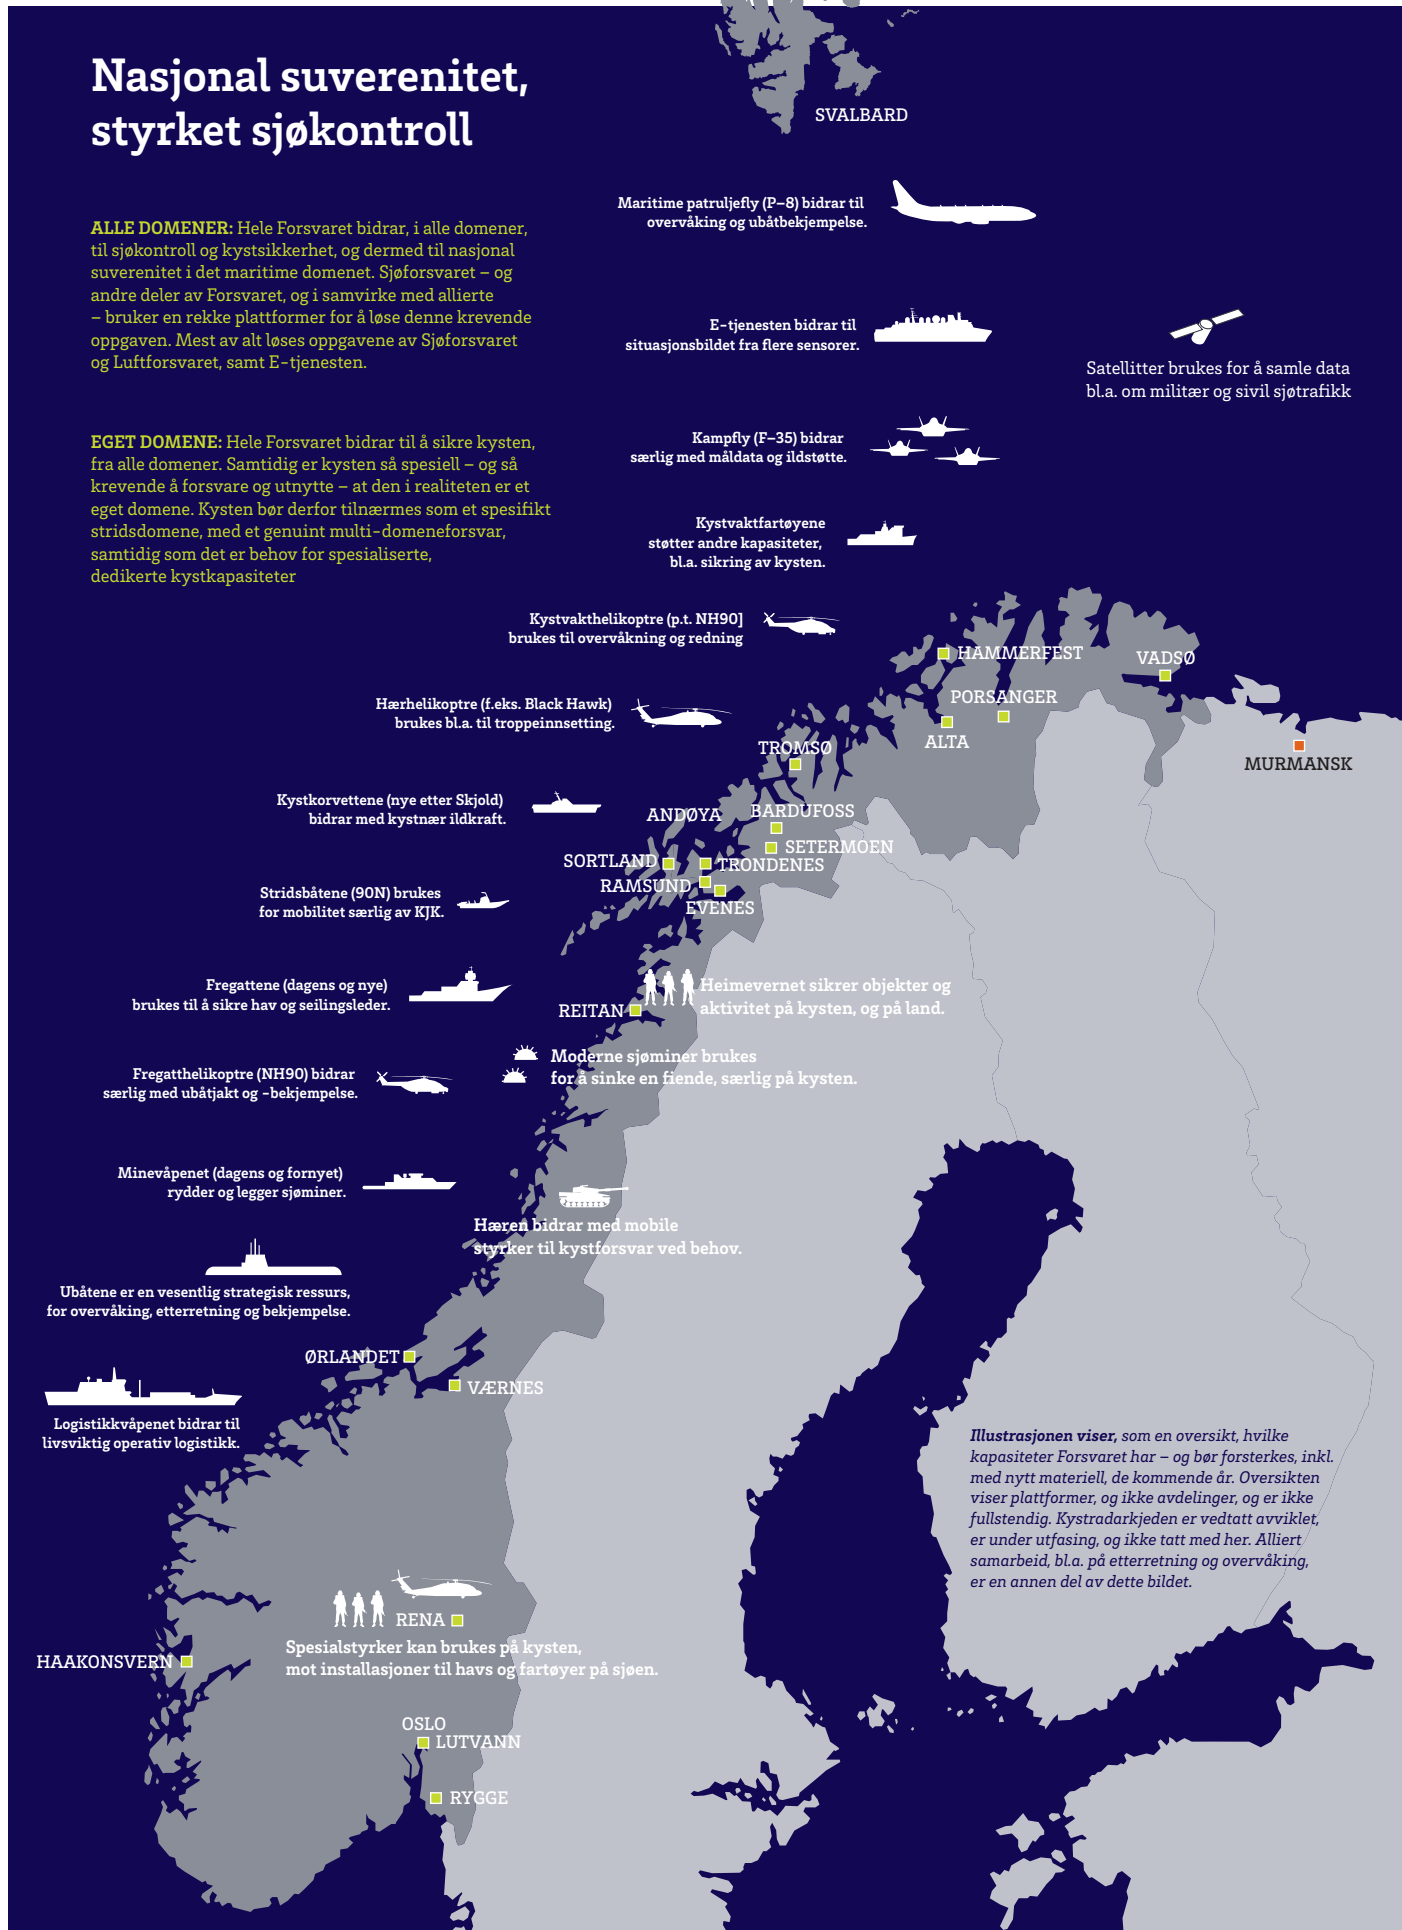 Nasjonal suverenitet,
styrket sjøkontroll
SVALBARD
ALLE DOMENER: Hele Forsvaret bidrar, i alle domener,
til sjøkontroll og kystsikkerhet, og dermed til nasjonal
suverenitet i det maritime domenet. Sjøforsvaret – og
andre deler av Forsvaret, og i samvirke med allierte
– bruker en rekke plattformer for å løse denne krevende
oppgaven. Mest av alt løses oppgavene av Sjøforsvaret
og Luftforsvaret, samt E-tjenesten.
EGET DOMENE: Hele Forsvaret bidrar til å sikre kysten,
fra alle domener. Samtidig er kysten så spesiell – og så
krevende å forsvare og utnytte – at den i realiteten er et
eget domene. Kysten bør derfor tilnærmes som et spesifikt
stridsdomene, med et genuint multi-domeneforsvar,
samtidig som det er behov for spesialiserte,
dedikerte kystkapasiteter
Maritime patruljefly (P–8) bidrar til
overvåking og ubåtbekjempelse.
E-tjenesten bidrar til
situasjonsbildet fra flere sensorer.
Satellitter brukes for å samle data
bl.a. om militær og sivil sjøtrafikk
Kampfly (F–35) bidrar
særlig med måldata og ildstøtte.
Kystvaktfartøyene
støtter andre kapasiteter,
bl.a. sikring av kysten.
Kystvakthelikoptre (p.t. NH90]
brukes til overvåkning og redning
HAMMERFEST
VADSØ
PORSANGER
ALTA
MURMANSK
Hærhelikoptre (f.eks. Black Hawk)
brukes bl.a. til troppeinnsetting.
TROMSØ
Kystkorvettene (nye etter Skjold)
bidrar med kystnær ildkraft.
ANDØYA
BARDUFOSS
SETERMOEN
SORTLAND
TRONDENES
RAMSUND
EVENES
Stridsbåtene (90N) brukes
for mobilitet særlig av KJK.
Fregattene (dagens og nye)
brukes til å sikre hav og seilingsleder.
Heimevernet sikrer objekter og
aktivitet på kysten, og på land.
REITAN
Moderne sjøminer brukes
for å sinke en fiende, særlig på kysten.
Fregatthelikoptre (NH90) bidrar
særlig med ubåtjakt og -bekjempelse.
Minevåpenet (dagens og fornyet)
rydder og legger sjøminer.
Hæren bidrar med mobile
styrker til kystforsvar ved behov.
Ubåtene er en vesentlig strategisk ressurs,
for overvåking, etterretning og bekjempelse.
ØRLANDET
VÆRNES
Logistikkvåpenet bidrar til
livsviktig operativ logistikk.
Illustrasjonen viser, som en oversikt, hvilke
kapasiteter Forsvaret har – og bør forsterkes, inkl.
med nytt materiell, de kommende år. Oversikten
viser plattformer, og ikke avdelinger, og er ikke
fullstendig. Kystradarkjeden er vedtatt avviklet,
er under utfasing, og ikke tatt med her. Alliert
samarbeid, bl.a. på etterretning og overvåking,
er en annen del av dette bildet.
RENA
Spesialstyrker kan brukes på kysten,
mot installasjoner til havs og fartøyer på sjøen.
HAAKONSVERN
OSLO
LUTVANN
RYGGE